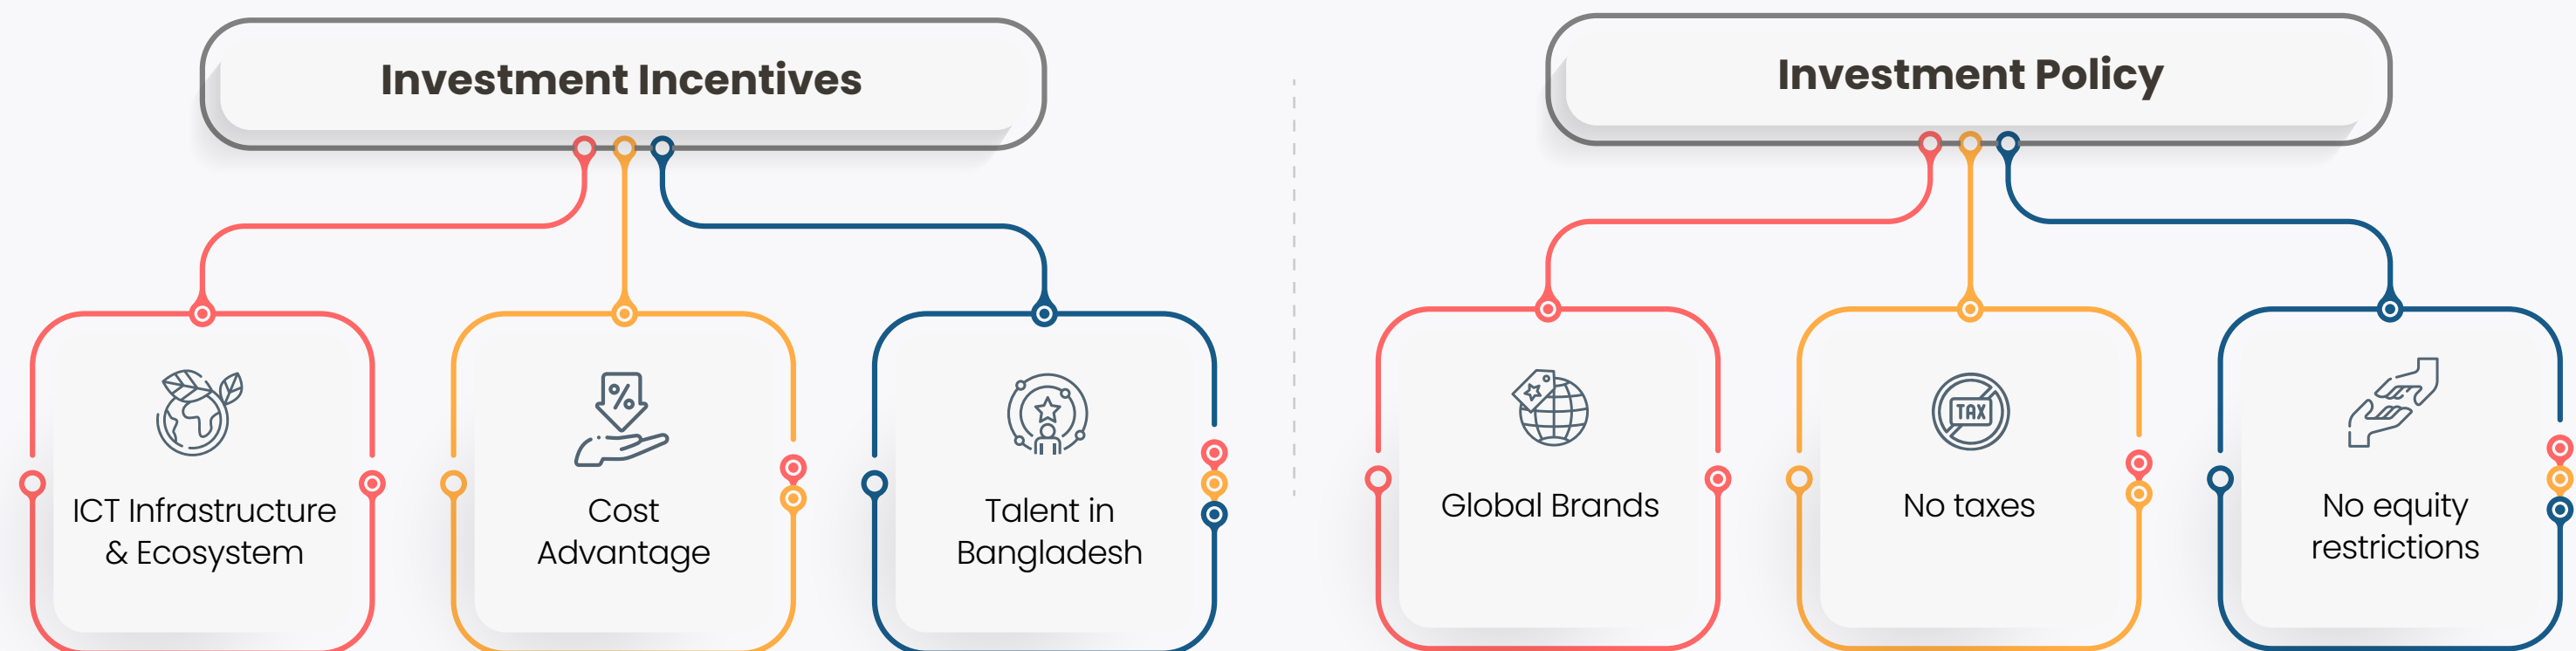 Investment Incentives
ICT Infrastructure
& Ecosystem
%
Cost
Advantage
Talent in
Bangladesh
Investment Policy
Global Brands
TAX
No taxes
No equity
restrictions